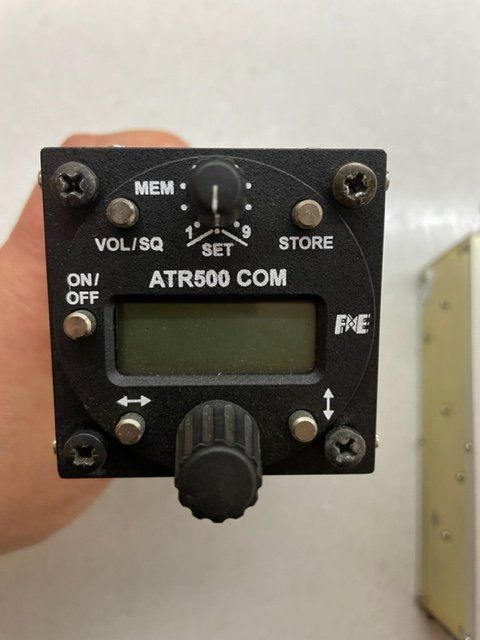 MEM
1 9
SET
VOL/SQ
STORE
ON/
OFF
ATR500 COM